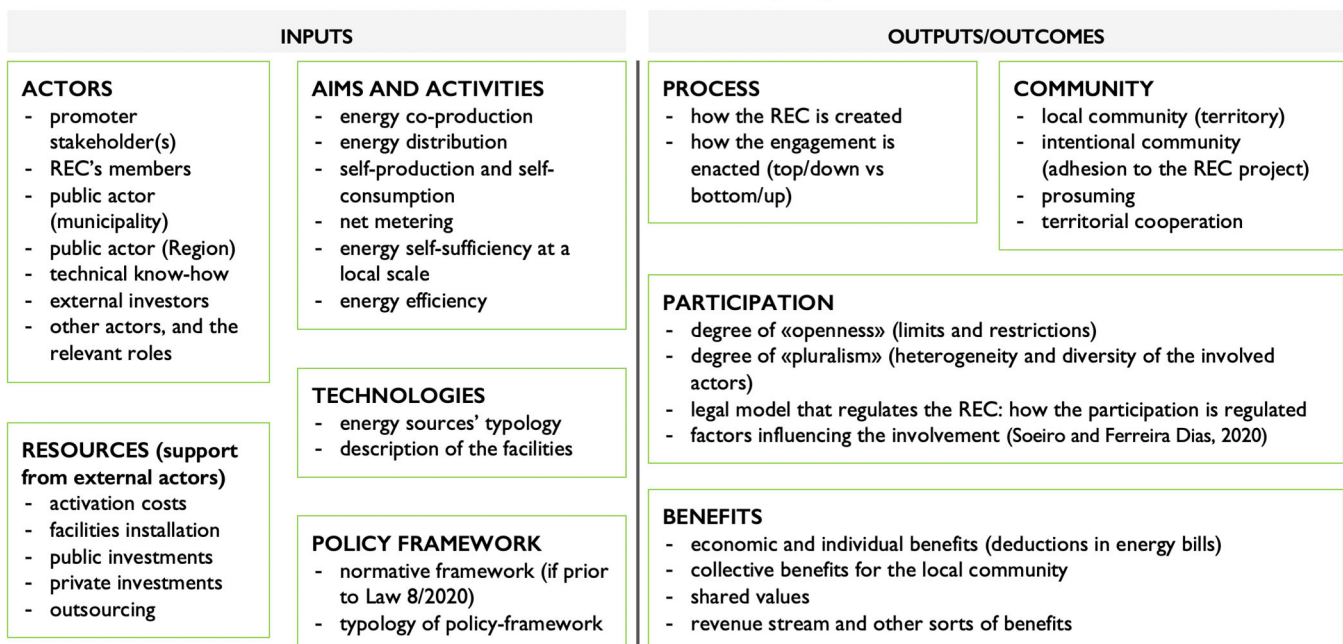 INPUTS
ACTORS
- promoter
stakeholder(s)
- REC's members
- public actor
(municipality)
- public actor (Region)
- technical know-how
- external investors
- other actors, and the
relevant roles
RESOURCES (support
from external actors)
- activation costs
- facilities installation
- public investments
- private investments
- outsourcing
AIMS AND ACTIVITIES
- energy co-production
- energy distribution
- self-production and self-
consumption
- net metering
- energy self-sufficiency at a
local scale
- energy efficiency
TECHNOLOGIES
- energy sources' typology
- description of the facilities
POLICY FRAMEWORK
- normative framework (if prior
to Law 8/2020)
- typology of policy-framework
OUTPUTS/OUTCOMES
PROCESS
- how the REC is created
- how the engagement is
enacted (top/down vs
bottom/up)
COMMUNITY
- local community (territory)
- intentional community
(adhesion to the REC project)
- prosuming
- territorial cooperation
PARTICIPATION
- degree of «openness» (limits and restrictions)
- degree of «pluralism» (heterogeneity and diversity of the involved
actors)
- legal model that regulates the REC: how the participation is regulated
- factors influencing the involvement (Soeiro and Ferreira Dias, 2020)
BENEFITS
- economic and individual benefits (deductions in energy bills)
- collective benefits for the local community
- shared values
- revenue stream and other sorts of benefits